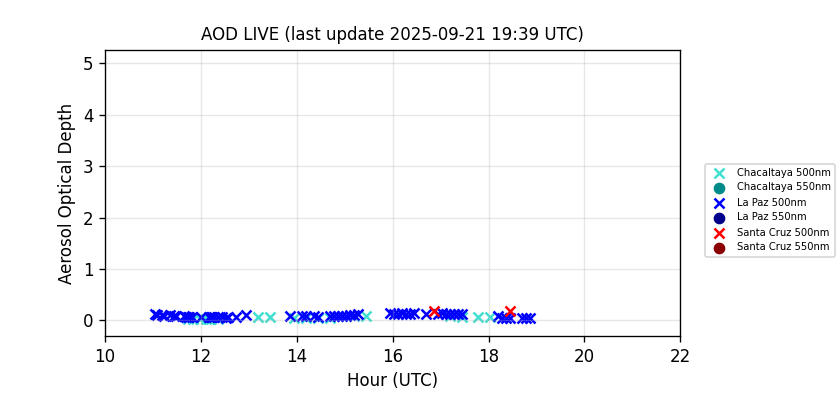 AOD LIVE (last update 2025-09-21 19:39 UTC)
Aerosol Optical Depth
5
4
3
2
1
0
10 12 14 16 18 20 22
Hour (UTC)
Chacaltaya 500nm
Chacaltaya 550nm
La Paz 500nm
La Paz 550nm
Santa Cruz 500nm
Santa Cruz 550nm